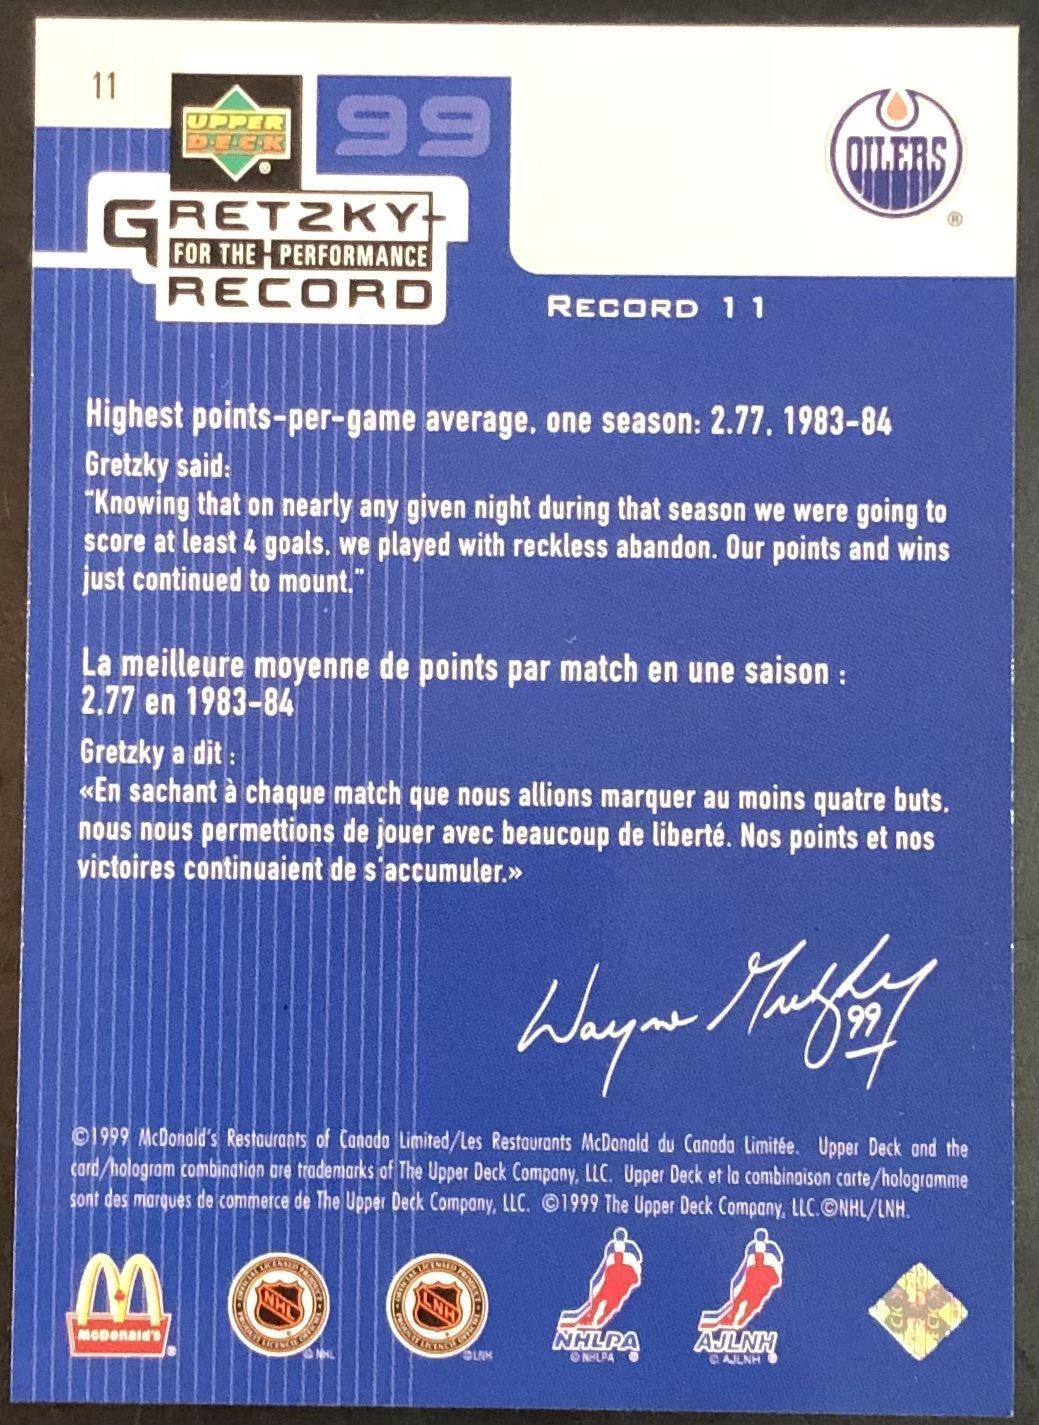 11
UPPER
DECK
®
99
OILERS
®
GRETZKY
FOR THE PERFORMANCE
RECORD
RECORD 11
Highest points-per-game average, one season: 2.77, 1983-84
Gretzky said:
"Knowing that on nearly any given night during that season we were going to
score at least 4 goals, we played with reckless abandon. Our points and wins
just continued to mount."
La meilleure moyenne de points par match en une saison :
2.77 en 1983-84
Gretzky a dit :
«En sachant à chaque match que nous allions marquer au moins quatre buts,
nous nous permettions de jouer avec beaucoup de liberté. Nos points et nos
victoires continuaient de s'accumuler.»
Wayne Gretzky
99
©1999 McDonald's Restaurants of Canada Limited/Les Restaurants McDonald du Canada Limitée. Upper Deck and the
card/hologram combination are trademarks of The Upper Deck Company, LLC. Upper Deck et la combinaison carte/hologramme
sont des marques de commerce de The Upper Deck Company, LLC. ©1999 The Upper Deck Company, LLC.©NHL/LNH.
McDonald's ®
NHL
© NHL
LNH
© LNH
NHLPA
© NHLPA ®
AJLNH
© AJLNH ®